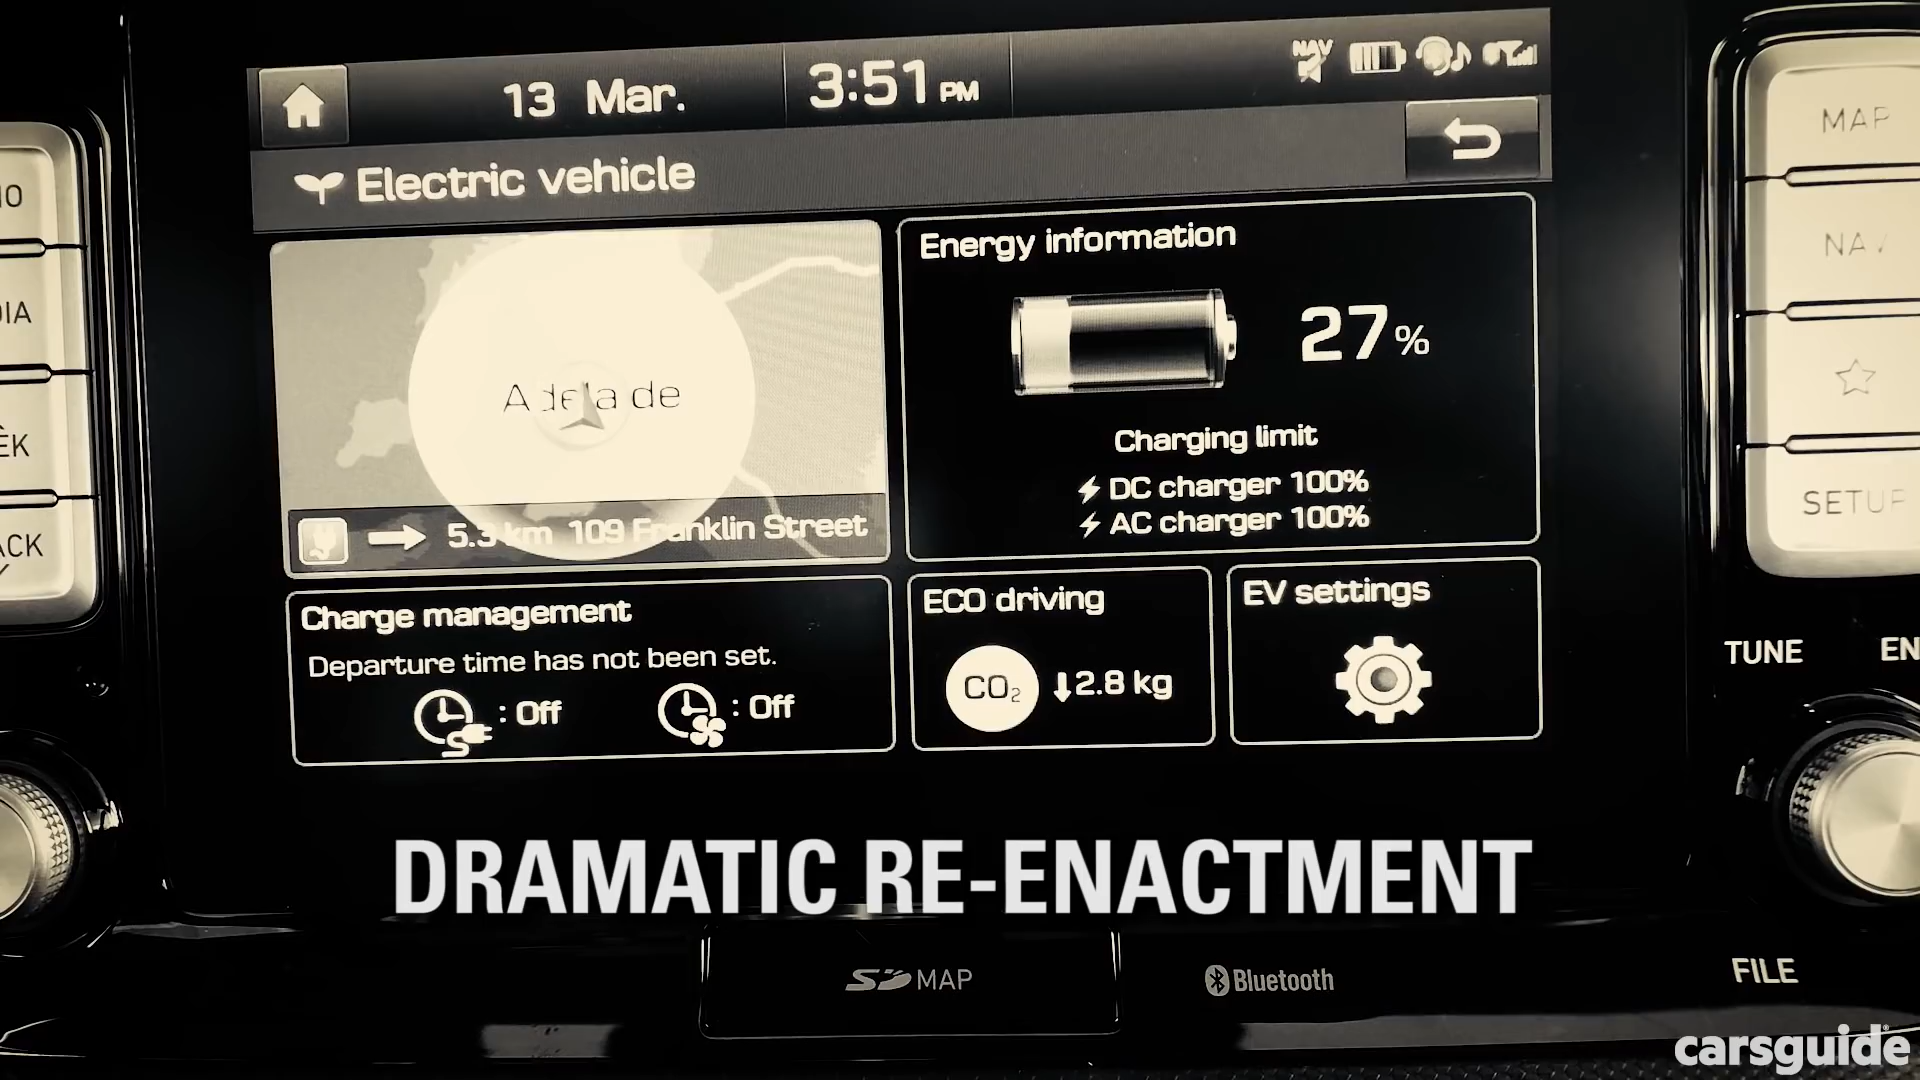 13 Mar.
3:51 PM
NAV
Electric vehicle
Adelaide
5.3 km 109 Franklin Street
Energy information
27%
Charging limit
DC charger 100%
AC charger 100%
Charge management
Departure time has not been set.
: Off
: Off
ECO driving
CO₂
2.8 kg
EV settings
MAP
NAV
SETUP
TUNE
DRAMATIC RE-ENACTMENT
SD MAP
Bluetooth
FILE
carsguide